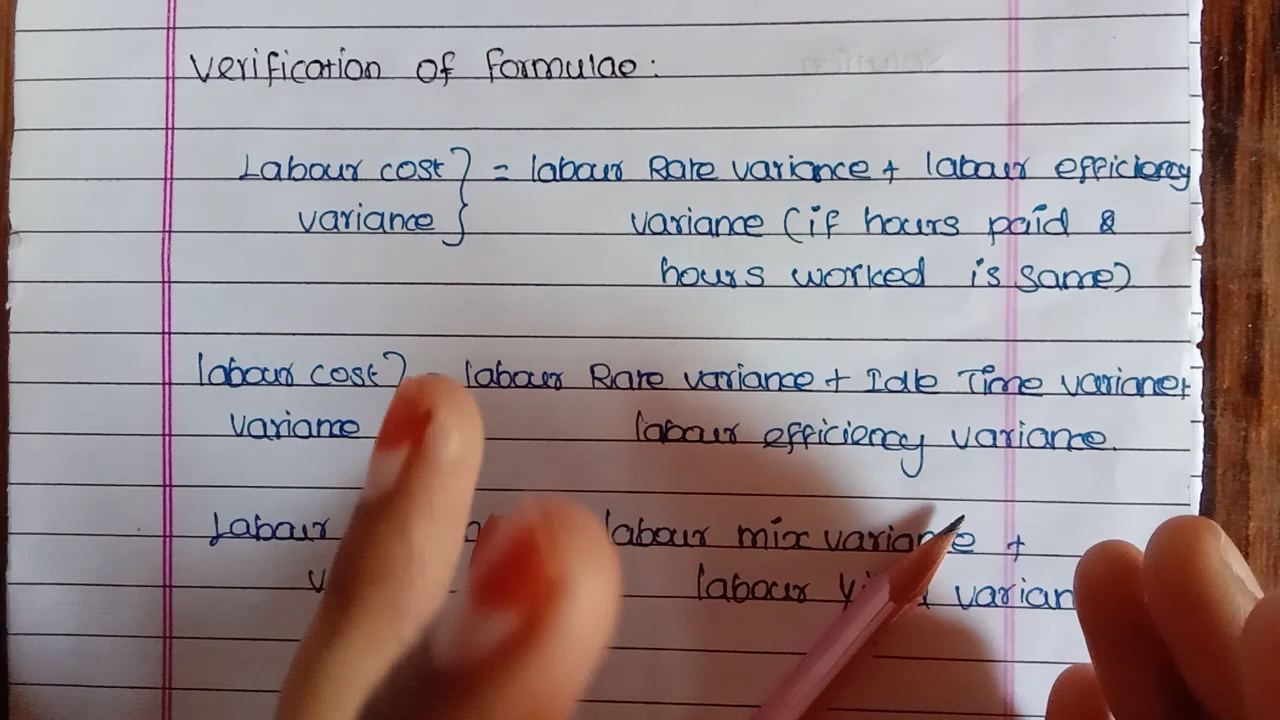 Verification of formulae:
Labour cost } = labour Rate variance + labour efficiency
variance variance (if hours paid &
hours worked is same)
labour cost } labour Rate variance + Idle Time variance +
variance labour efficiency variance.
Labour labour mix variance +
labour